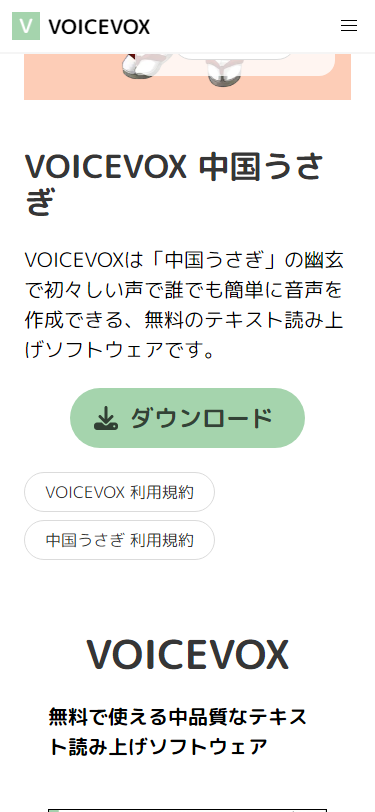 V VOICEVOX
VOICEVOX 中国うさ
ぎ
VOICEVOXは「中国うさぎ」の幽玄
で初々しい声で誰でも簡単に音声を
作成できる、無料のテキスト読み上
げソフトウェアです。
ダウンロード
VOICEVOX 利用規約
中国うさぎ 利用規約
VOICEVOX
無料で使える中品質なテキス
ト読み上げソフトウェア